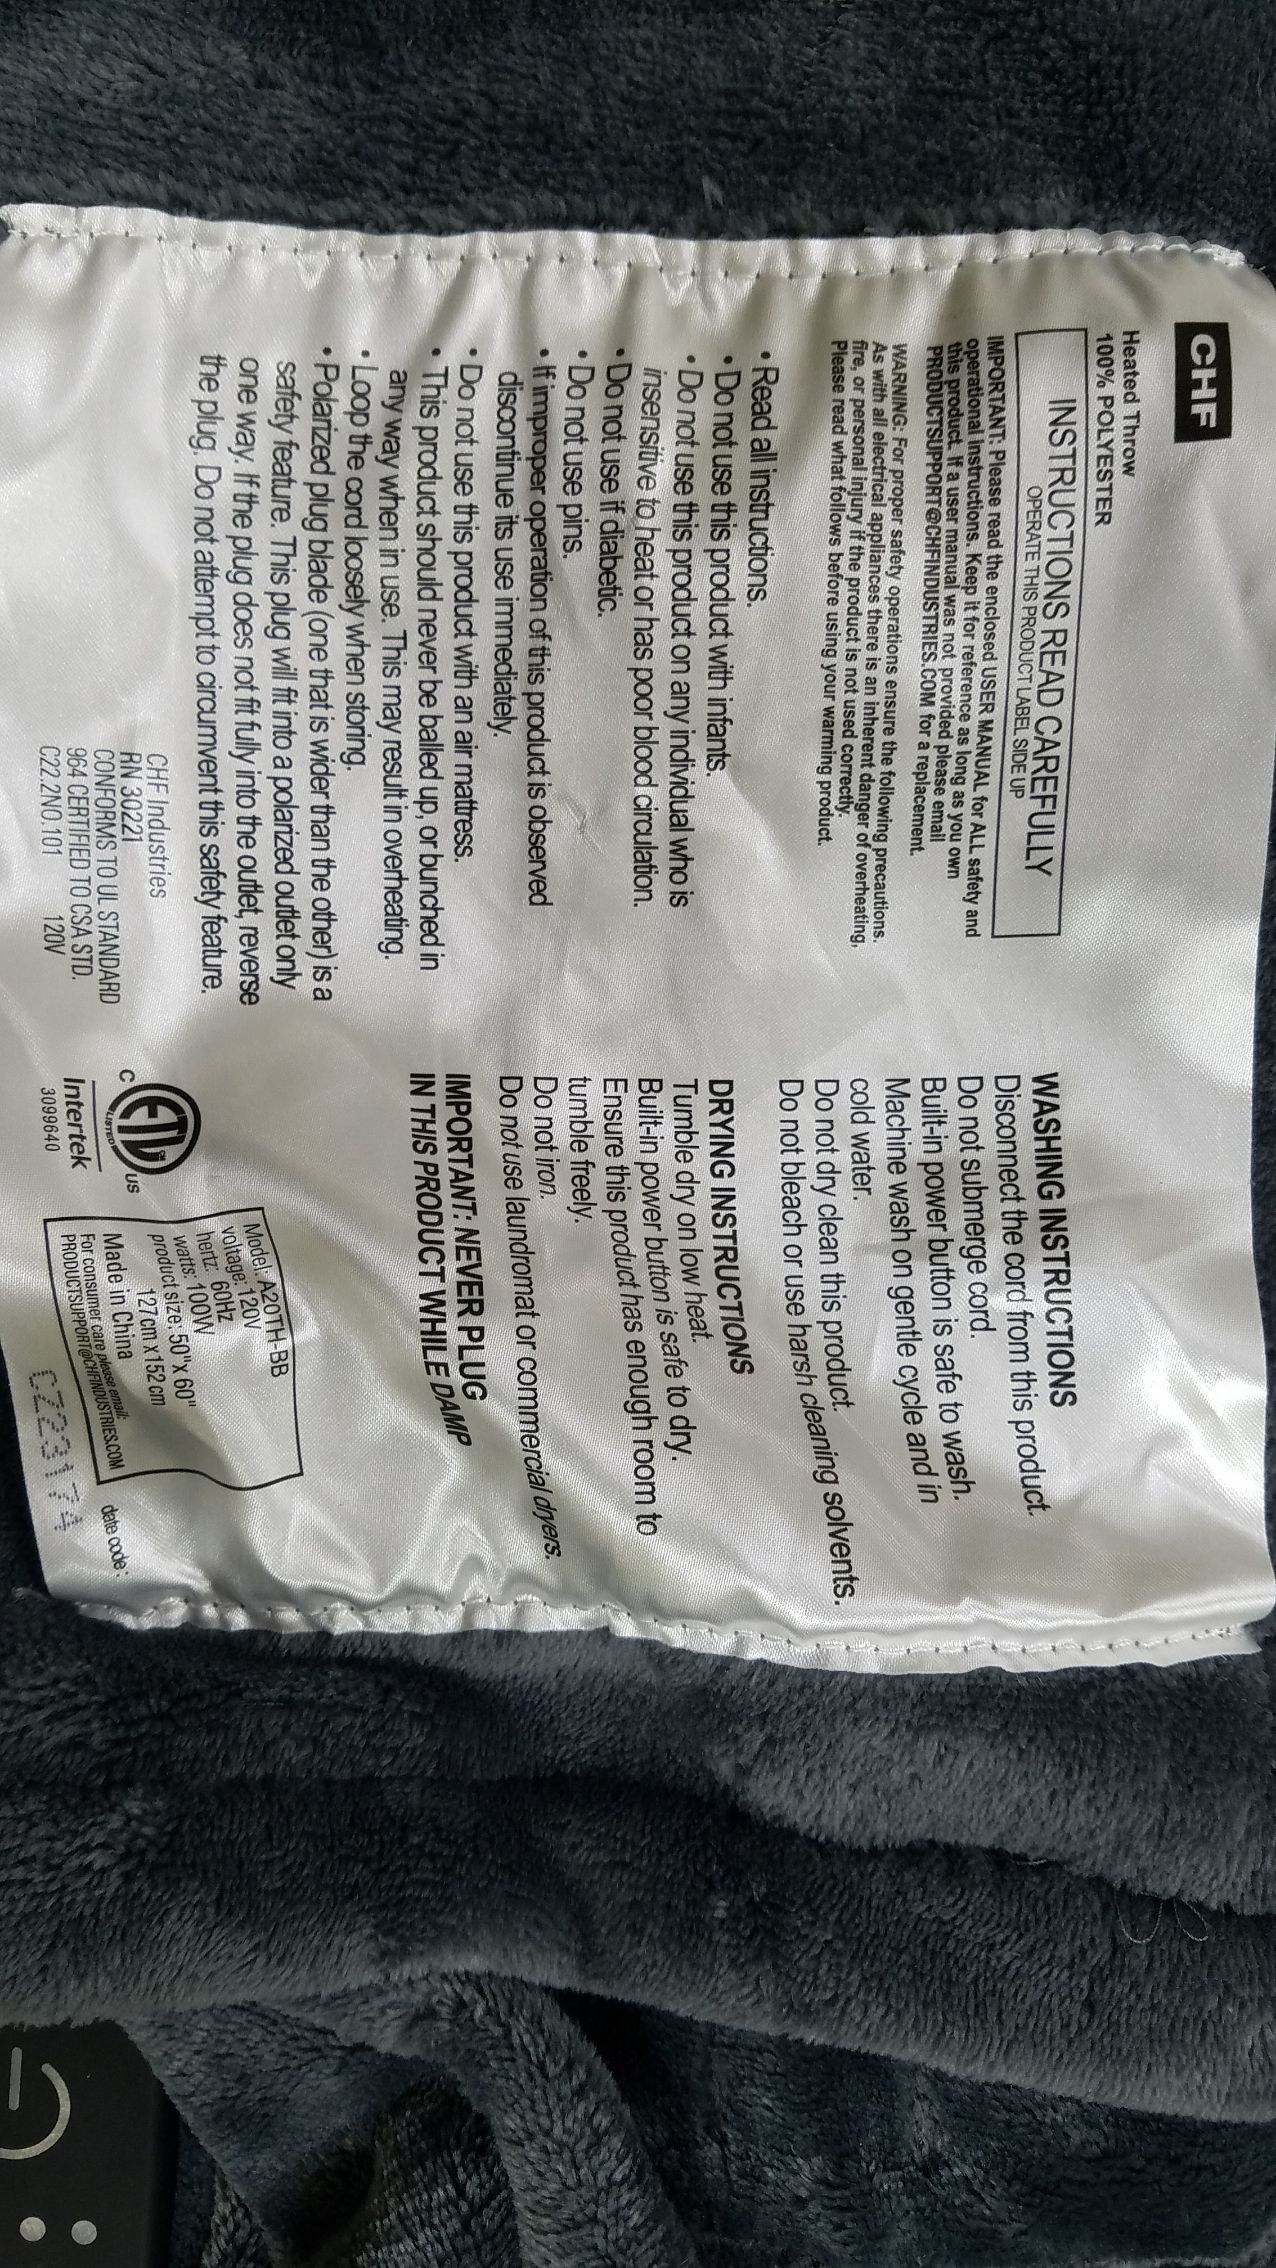 CHF
Heated Throw
100% POLYESTER
INSTRUCTIONS READ CAREFULLY
OPERATE THIS PRODUCT LABEL SIDE UP
IMPORTANT: Please read the enclosed USER MANUAL for ALL safety and
operational instructions. Keep it for reference as long as you own
this product. If a user manual was not provided please email
PRODUCTSUPPORT@CHFINDUSTRIES.COM for a replacement.
WARNING: For proper safety operations ensure the following precautions.
As with all electrical appliances there is an inherent danger of overheating,
fire, or personal injury if the product is not used correctly.
Please read what follows before using your warming product.
• Read all instructions.
• Do not use this product with infants.
• Do not use this product on any individual who is
insensitive to heat or has poor blood circulation.
• Do not use if diabetic.
• Do not use pins.
• If improper operation of this product is observed
discontinue its use immediately.
• Do not use this product with an air mattress.
• This product should never be balled up, or bunched in
any way when in use. This may result in overheating.
• Loop the cord loosely when storing.
• Polarized plug blade (one that is wider than the other) is a
safety feature. This plug will fit into a polarized outlet only
one way. If the plug does not fit fully into the outlet, reverse
the plug. Do not attempt to circumvent this safety feature.
CHF Industries
RN 30221
CONFORMS TO UL STANDARD
964 CERTIFIED TO CSA STD.
C22.2NO.101 120V
WASHING INSTRUCTIONS
Disconnect the cord from this product.
Do not submerge cord.
Built-in power button is safe to wash.
Machine wash on gentle cycle and in
cold water.
Do not dry clean this product.
Do not bleach or use harsh cleaning solvents.
DRYING INSTRUCTIONS
Tumble dry on low heat.
Built-in power button is safe to dry.
Ensure this product has enough room to
tumble freely.
Do not iron.
Do not use laundromat or commercial dryers.
IMPORTANT: NEVER PLUG
IN THIS PRODUCT WHILE DAMP
ETL CM
LISTED
C US
Intertek
3099640
Model: A20TH-BB
voltage: 120V
hertz: 60Hz
watts: 100W
product size: 50"x 60"
127cm x 152 cm
Made in China
For consumer care please email:
PRODUCTSUPPORT@CHFINDUSTRIES.COM
date code:
CZ23174